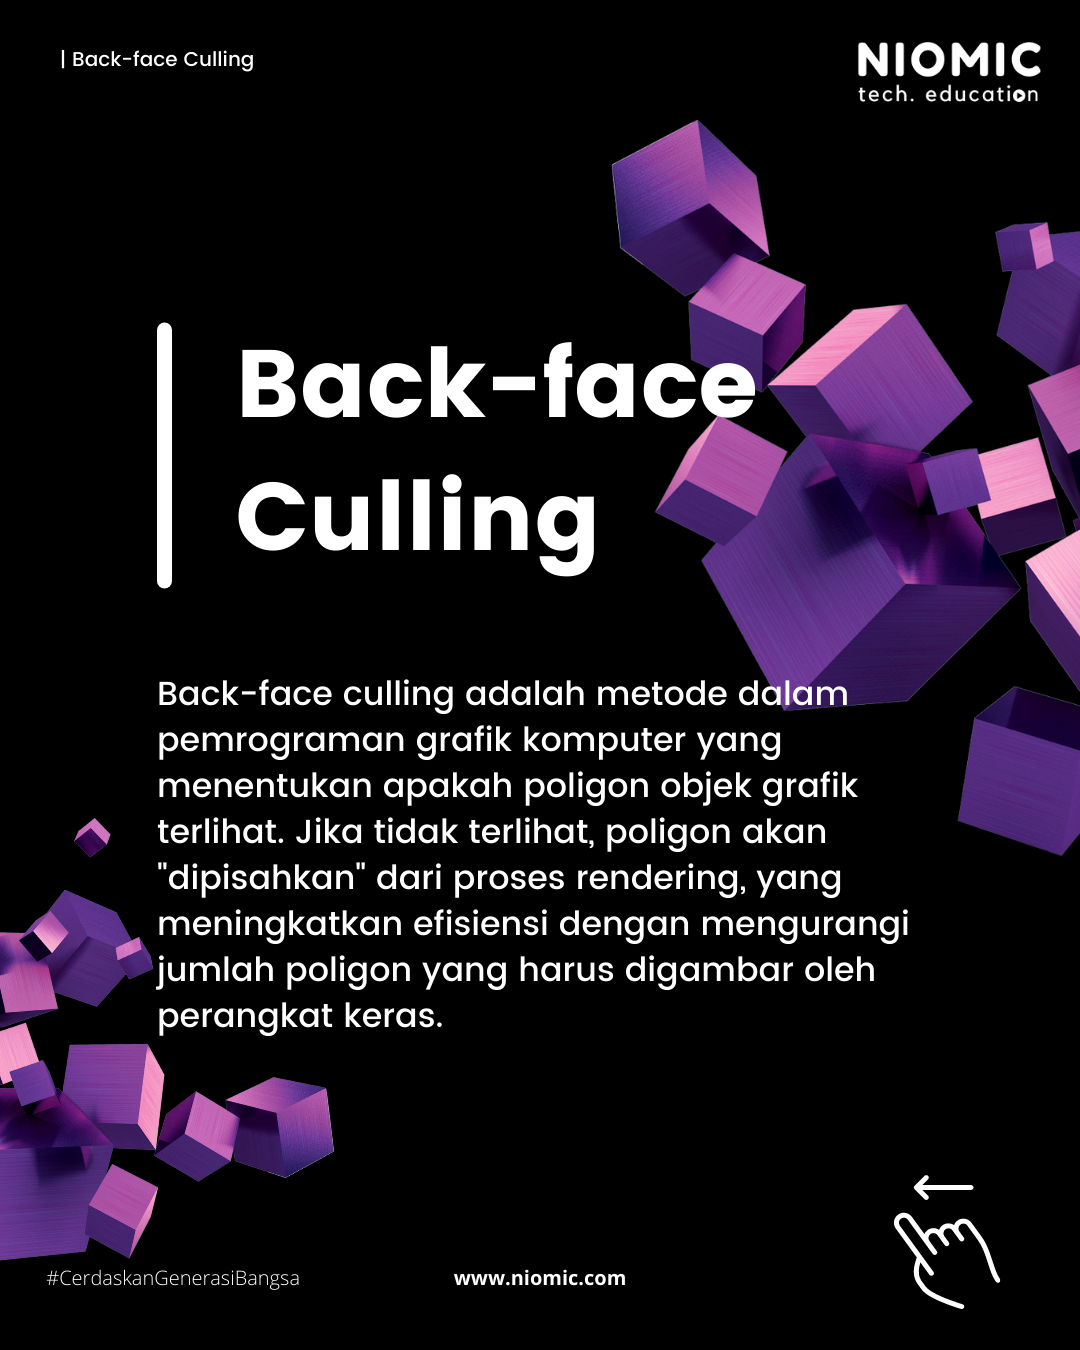 | Back-face Culling
NIOMIC
tech. education
Back-face
Culling
Back-face culling adalah metode dalam
pemrograman grafik komputer yang
menentukan apakah poligon objek grafik
terlihat. Jika tidak terlihat, poligon akan
"dipisahkan" dari proses rendering, yang
meningkatkan efisiensi dengan mengurangi
jumlah poligon yang harus digambar oleh
perangkat keras.
#CerdaskanGenerasiBangsa
www.niomic.com